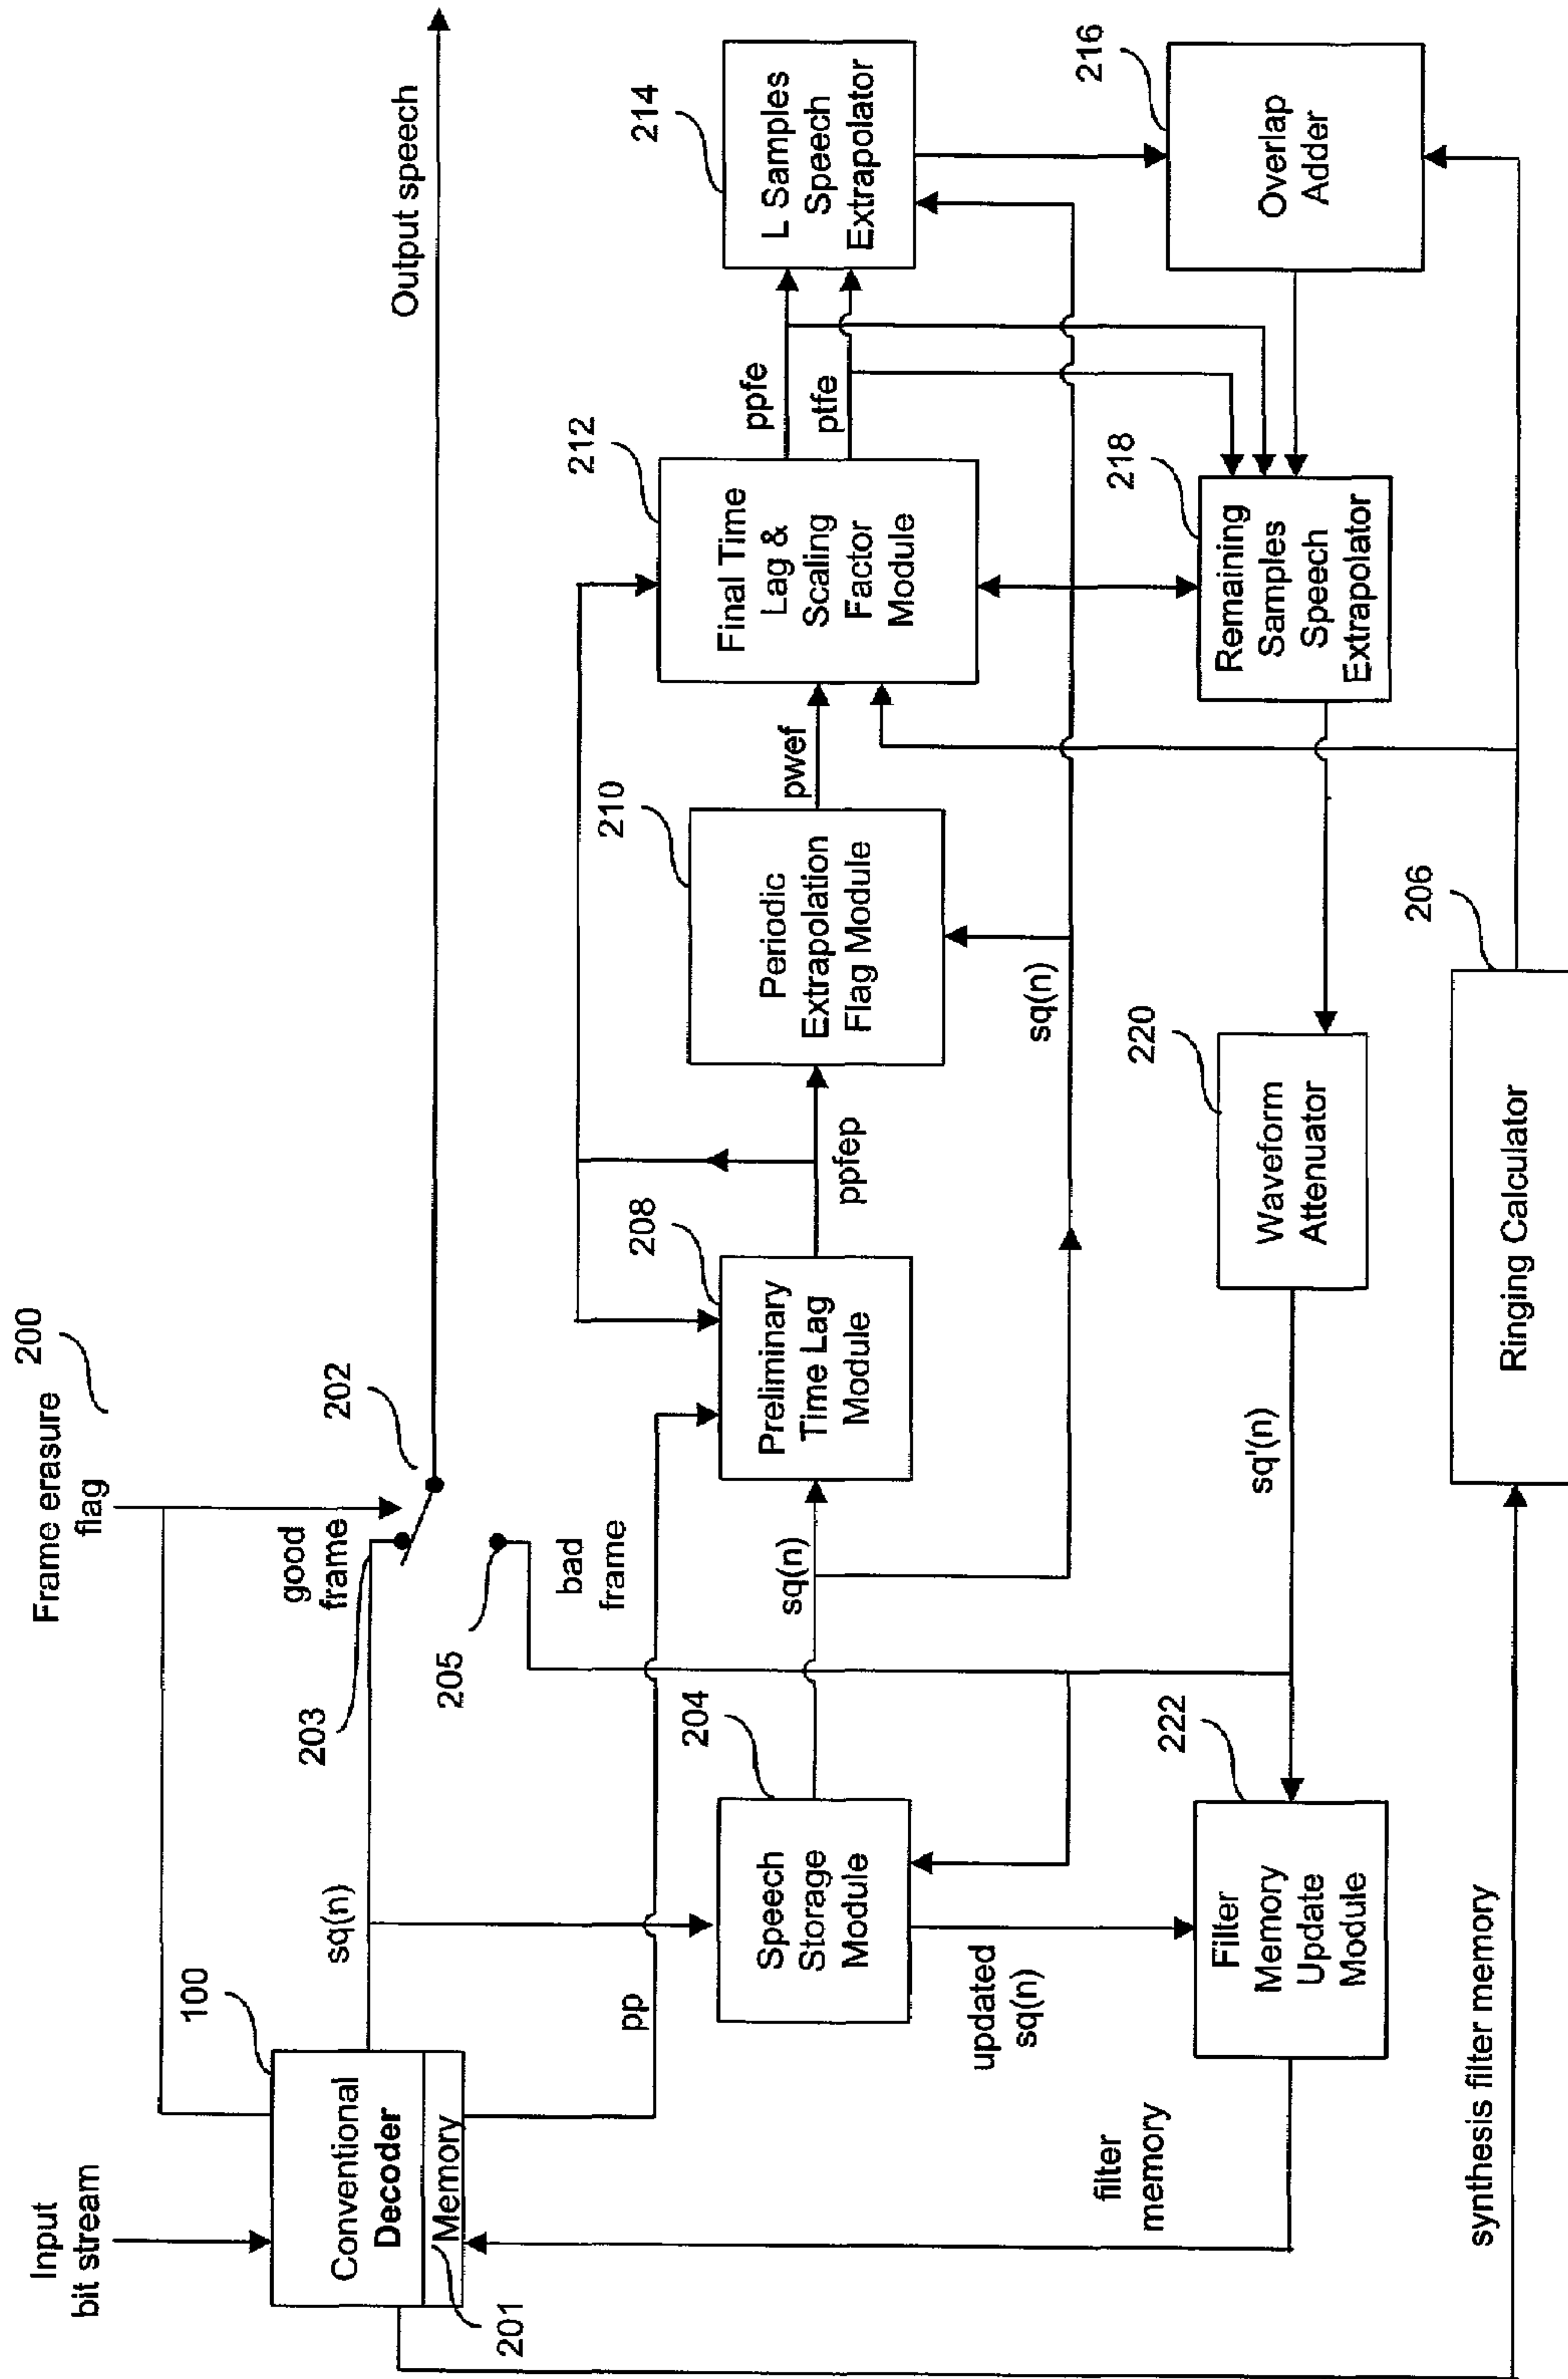 Input
bit stream
Frame erasure
flag
200
100
Conventional
Decoder
Memory
201
sq(n)
203
good
frame
202
Output speech
205
bad
frame
pp
204
Speech
Storage
Module
sq(n)
208
Preliminary
Time Lag
Module
ppfep
210
Periodic
Extrapolation
Flag Module
pwef
212
Final Time
Lag &
Scaling
Factor
Module
ppfe
ptfe
214
L Samples
Speech
Extrapolator
sq(n)
updated
sq(n)
filter
memory
222
Filter
Memory
Update
Module
sq'(n)
220
Waveform
Attenuator
218
Remaining
Samples
Speech
Extrapolator
216
Overlap
Adder
synthesis filter memory
206
Ringing Calculator